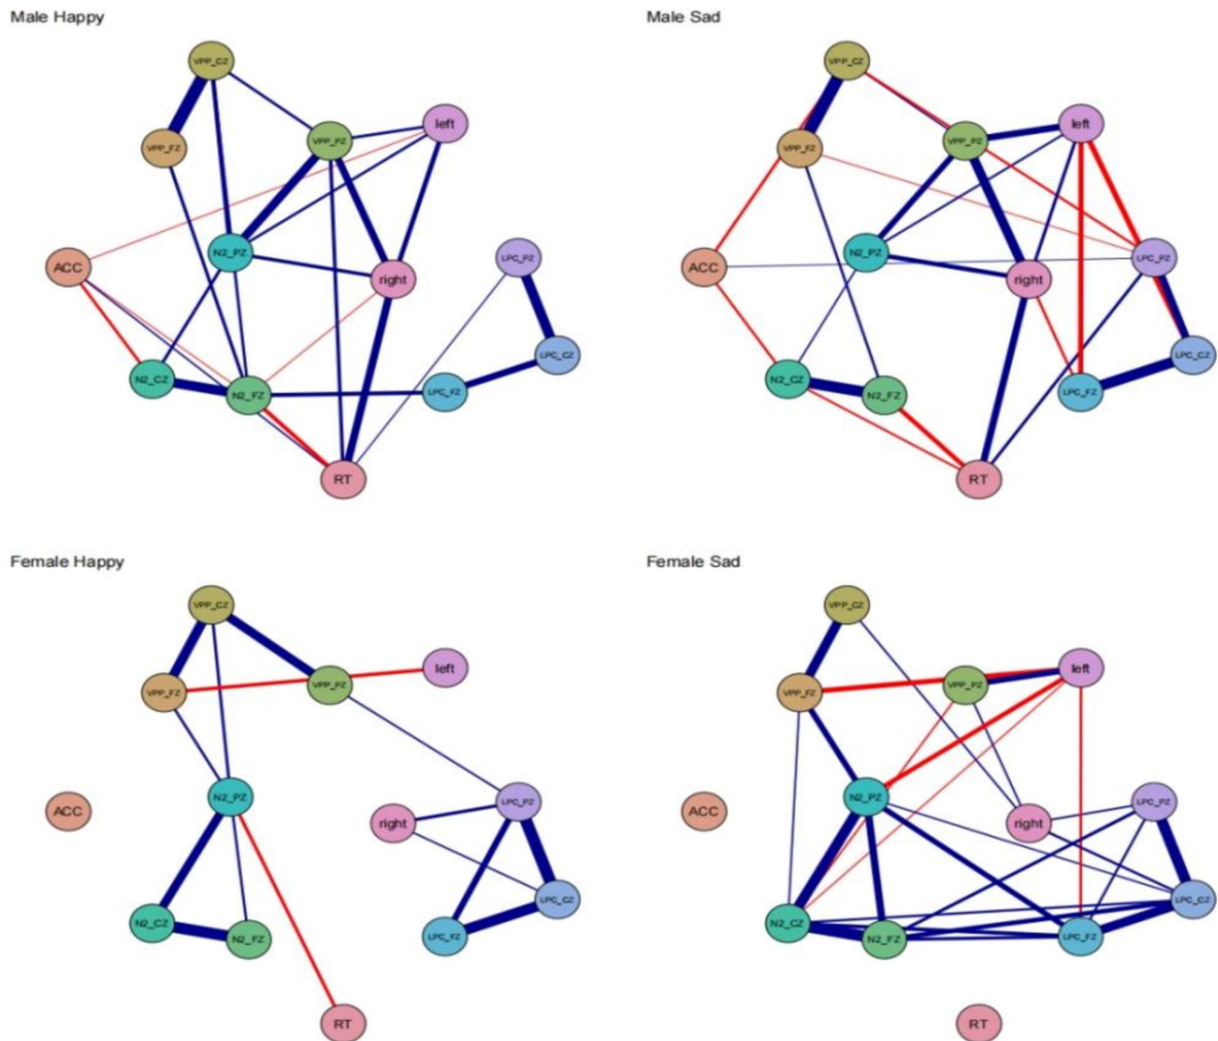 Male Happy
VPP_CZ
VPP_FZ
VPP_PZ
left
N2_PZ
ACC
right
LPC_PZ
N2_CZ
N2_FZ
LPC_FZ
LPC_CZ
RT
Male Sad
VPP_CZ
VPP_FZ
VPP_PZ
left
N2_PZ
ACC
right
LPC_PZ
N2_CZ
N2_FZ
LPC_FZ
LPC_CZ
RT
Female Happy
VPP_CZ
VPP_FZ
VPP_PZ
left
N2_PZ
ACC
right
LPC_PZ
N2_CZ
N2_FZ
LPC_FZ
LPC_CZ
RT
Female Sad
VPP_CZ
VPP_FZ
VPP_PZ
left
N2_PZ
ACC
right
LPC_PZ
N2_CZ
N2_FZ
LPC_FZ
LPC_CZ
RT